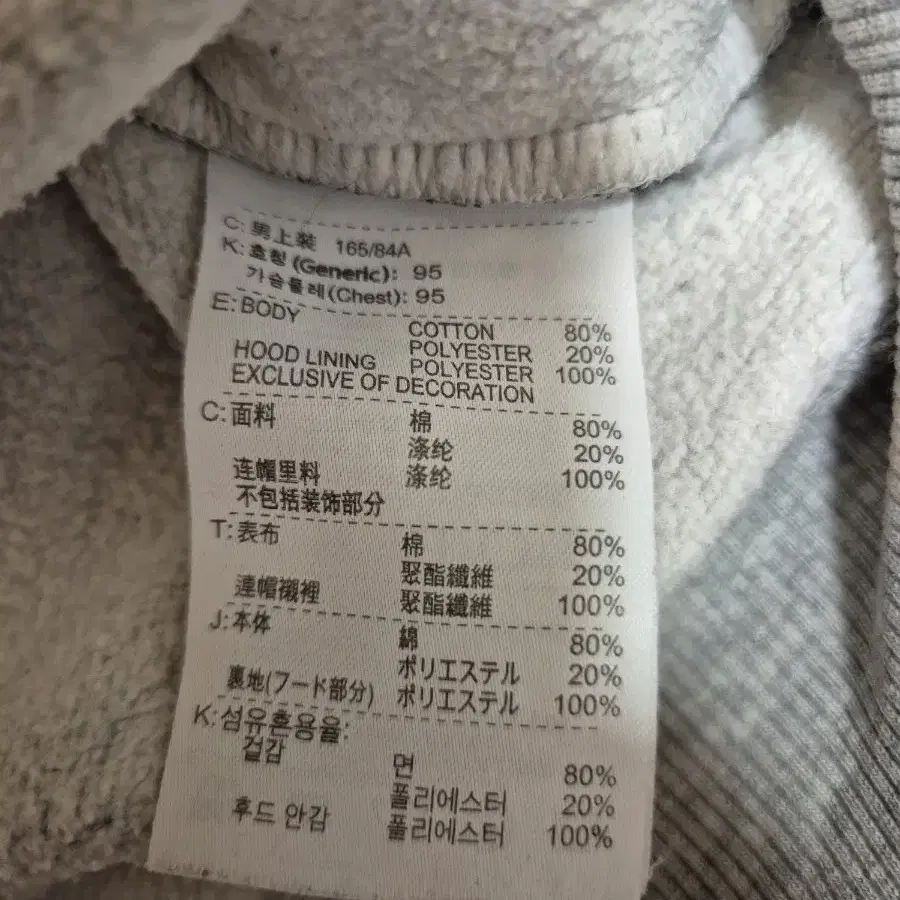 C: 男上裝 165/84A
K: 호칭 (Generic): 95
가슴둘레(Chest): 95
E: BODY COTTON 80%
POLYESTER 20%
HOOD LINING POLYESTER 100%
EXCLUSIVE OF DECORATION
C: 面料 棉 80%
涤纶 20%
连帽里料 涤纶 100%
不包括装饰部分
T: 表布 棉 80%
聚酯纖維 20%
連帽襯裡 聚酯纖維 100%
J: 本体 綿 80%
ポリエステル 20%
裏地(フード部分) ポリエステル 100%
K: 섬유혼용율:
겉감 면 80%
폴리에스터 20%
후드 안감 폴리에스터 100%